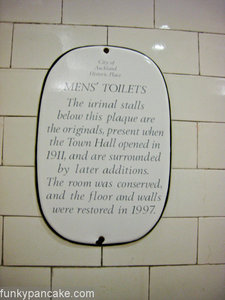 City of
Auckland
Historic Place
MENS' TOILETS
The urinal stalls
below this plaque are
the originals, present when
the Town Hall opened in
1911, and are surrounded
by later additions.
The room was conserved,
and the floor and walls
were restored in 1997.
funkypancake.com